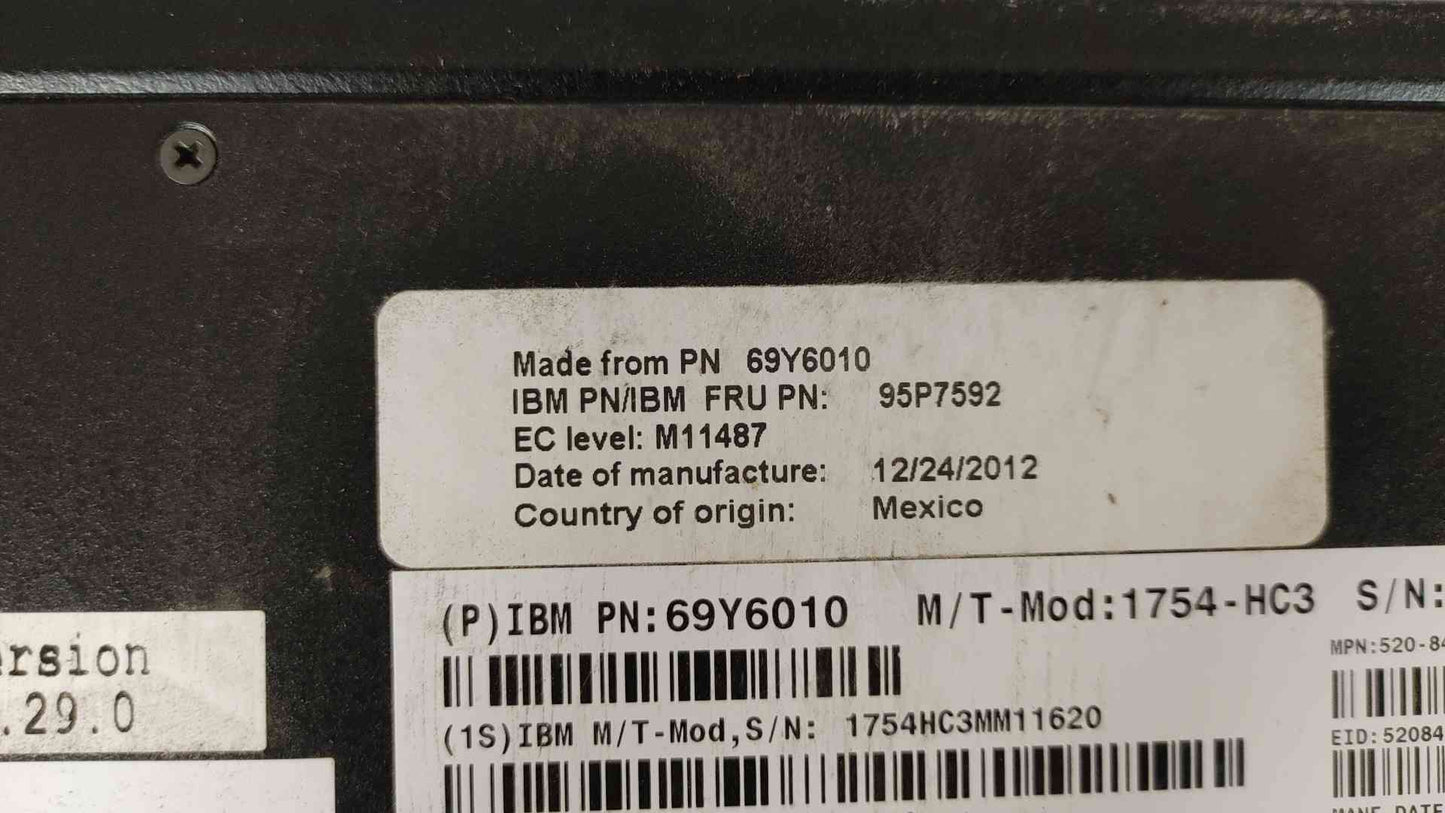 Made from PN 69Y6010
IBM PN/IBM FRU PN: 95P7592
EC level: M11487
Date of manufacture: 12/24/2012
Country of origin: Mexico
(P)IBM PN:69Y6010 M/T-Mod:1754-HC3 S/N:
MPN:520-84
(1S)IBM M/T-Mod,S/N: 1754HC3MM11620
EID:52084
ersion
.29.0